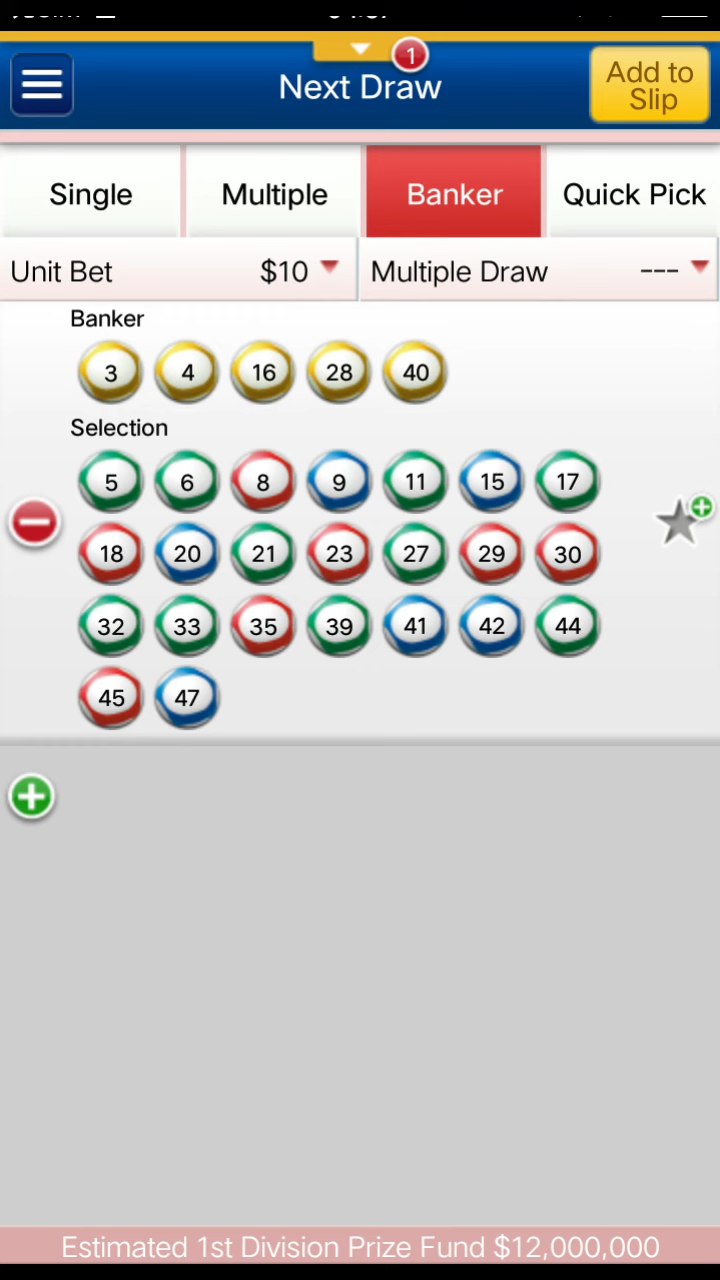 1
Next Draw
Add to
Slip
Single Multiple Banker Quick Pick
Unit Bet $10 Multiple Draw ---
Banker
3 4 16 28 40
Selection
5 6 8 9 11 15 17
18 20 21 23 27 29 30
32 33 35 39 41 42 44
45 47
Estimated 1st Division Prize Fund $12,000,000